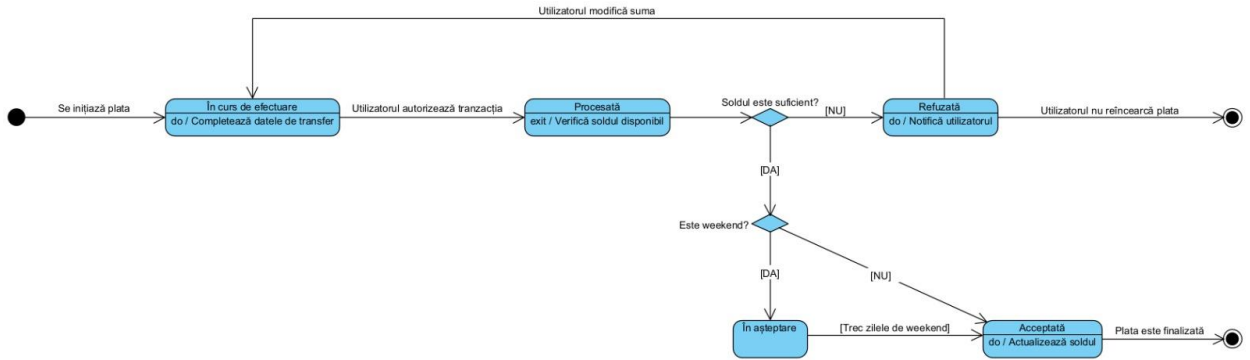 Utilizatorul modifică suma
Se inițiază plata
În curs de efectuare
do / Completează datele de transfer
Utilizatorul autorizează tranzacția
Procesată
exit / Verifică soldul disponibil
Soldul este suficient?
[NU]
Refuzată
do / Notifică utilizatorul
Utilizatorul nu reîncearcă plata
[DA]
Este weekend?
[DA]
[NU]
În așteptare
[Trec zilele de weekend]
Acceptată
do / Actualizează soldul
Plata este finalizată